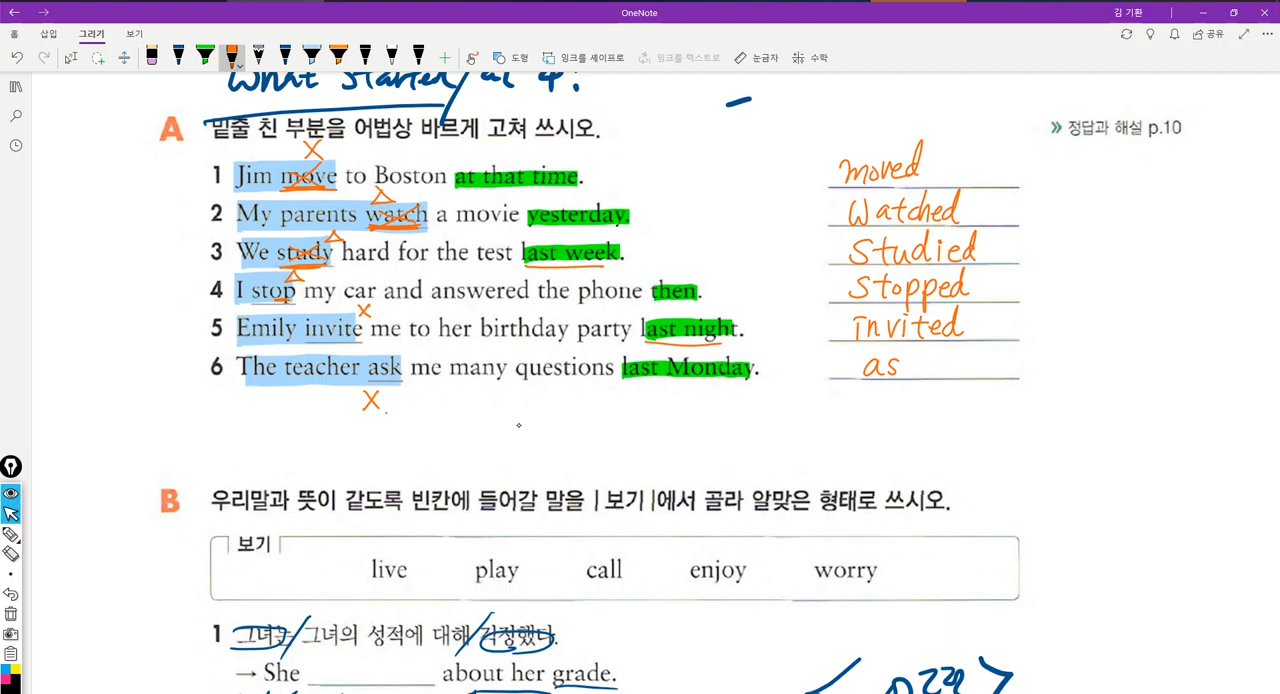 OneNote
김 기환
홈 삽입 그리기 보기
공유
도형 잉크를 셰이프로 잉크를 텍스트로 눈금자 수학
What started at 4?
A 밑줄 친 부분을 어법상 바르게 고쳐 쓰시오.
» 정답과 해설 p.10
X
1 Jim move to Boston at that time. moved
2 My parents watch a movie yesterday. Watched
3 We study hard for the test last week. Studied
4 I stop my car and answered the phone then. Stopped
X
5 Emily invite me to her birthday party last night. invited
6 The teacher ask me many questions last Monday. as
X.
B 우리말과 뜻이 같도록 빈칸에 들어갈 말을 |보기|에서 골라 알맞은 형태로 쓰시오.
보기
live play call enjoy worry
1 그녀는 그녀의 성적에 대해 걱정했다.
→ She ________ about her grade.